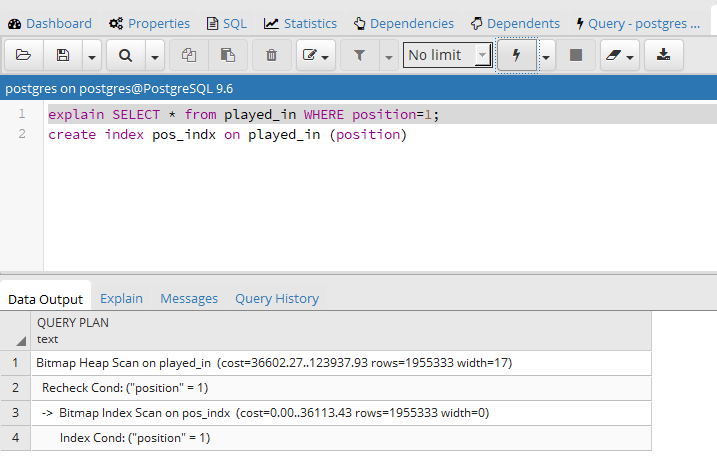 Dashboard Properties SQL Statistics Dependencies Dependents Query - postgres ...
No limit
postgres on postgres@PostgreSQL 9.6
1 explain SELECT * from played_in WHERE position=1;
2 create index pos_indx on played_in (position)
Data Output Explain Messages Query History
QUERY PLAN
text
1 Bitmap Heap Scan on played_in (cost=36602.27..123937.93 rows=1955333 width=17)
2 Recheck Cond: ("position" = 1)
3 -> Bitmap Index Scan on pos_indx (cost=0.00..36113.43 rows=1955333 width=0)
4 Index Cond: ("position" = 1)